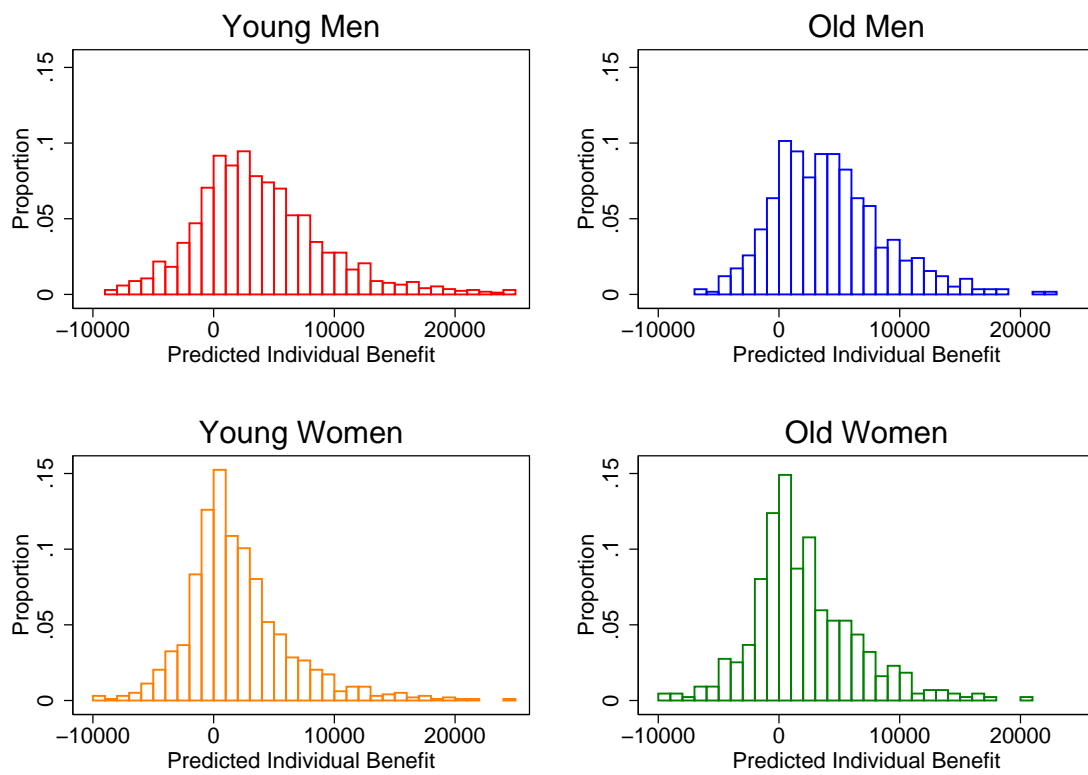 Young Men
Proportion
0
.05
.1
.15
−10000 0 10000 20000
Predicted Individual Benefit
Old Men
Proportion
0
.05
.1
.15
−10000 0 10000 20000
Predicted Individual Benefit
Young Women
Proportion
0
.05
.1
.15
−10000 0 10000 20000
Predicted Individual Benefit
Old Women
Proportion
0
.05
.1
.15
−10000 0 10000 20000
Predicted Individual Benefit